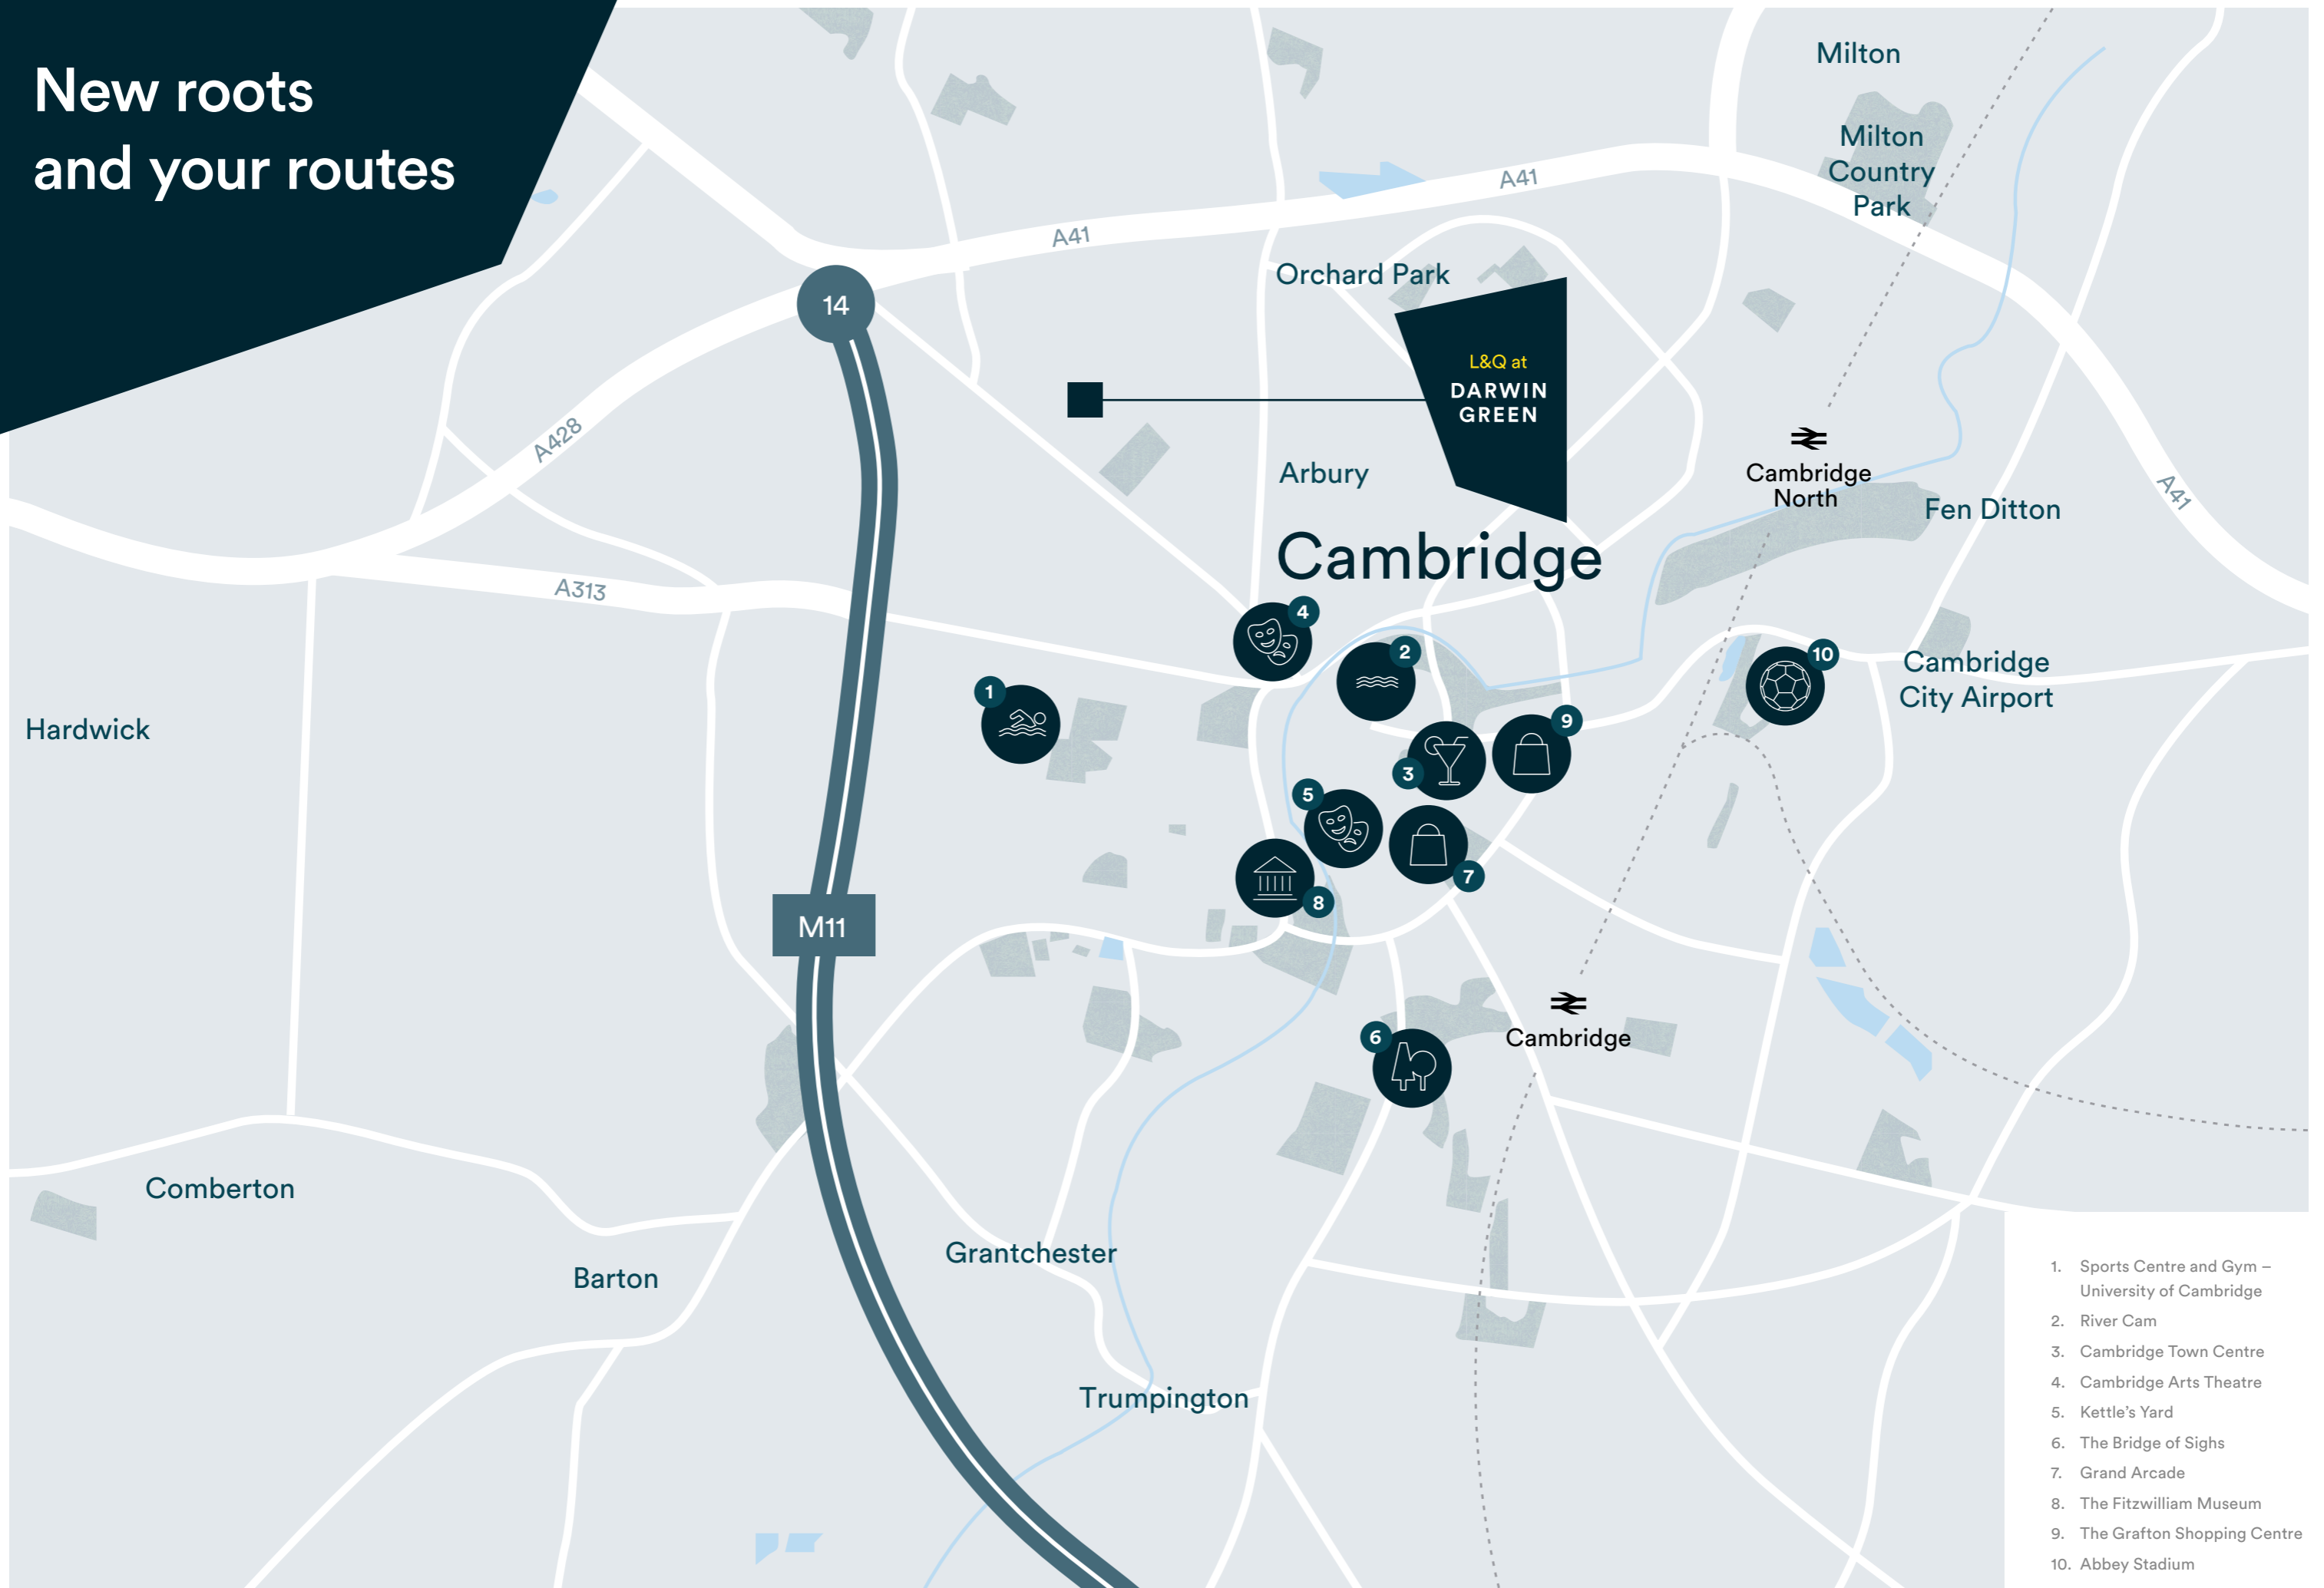 New roots
and your routes
Milton
Milton
Country
Park
A41
A41
Orchard Park
14
L&Q at
DARWIN
GREEN
A428
Cambridge
North
Arbury
A41
Fen Ditton
Cambridge
A313
4
2
10
Cambridge
City Airport
1
Hardwick
9
3
5
7
8
M11
6
Cambridge
Comberton
Grantchester
Barton
Trumpington
1. Sports Centre and Gym –
University of Cambridge
2. River Cam
3. Cambridge Town Centre
4. Cambridge Arts Theatre
5. Kettle's Yard
6. The Bridge of Sighs
7. Grand Arcade
8. The Fitzwilliam Museum
9. The Grafton Shopping Centre
10. Abbey Stadium